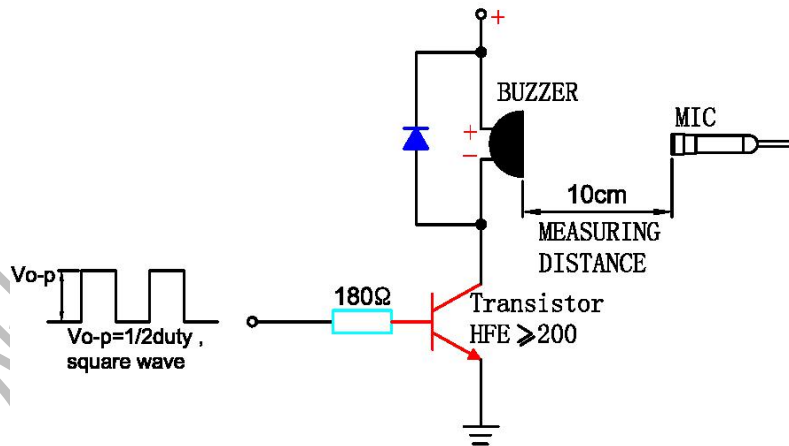 +
BUZZER
+
−
MIC
10cm
MEASURING
DISTANCE
Vo-p
180Ω
Transistor
HFE ⩾200
Vo-p=1/2duty ,
square wave